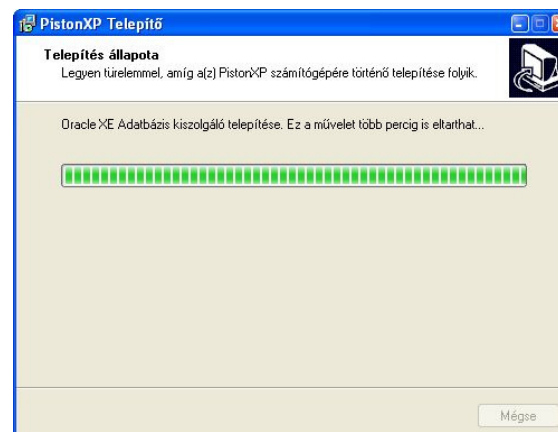 PistonXP Telepítő
Telepítés állapota
Legyen türelemmel, amíg a(z) PistonXP számítógépére történő telepítése folyik.
Oracle XE Adatbázis kiszolgáló telepítése. Ez a művelet több percig is eltarthat...
Mégse